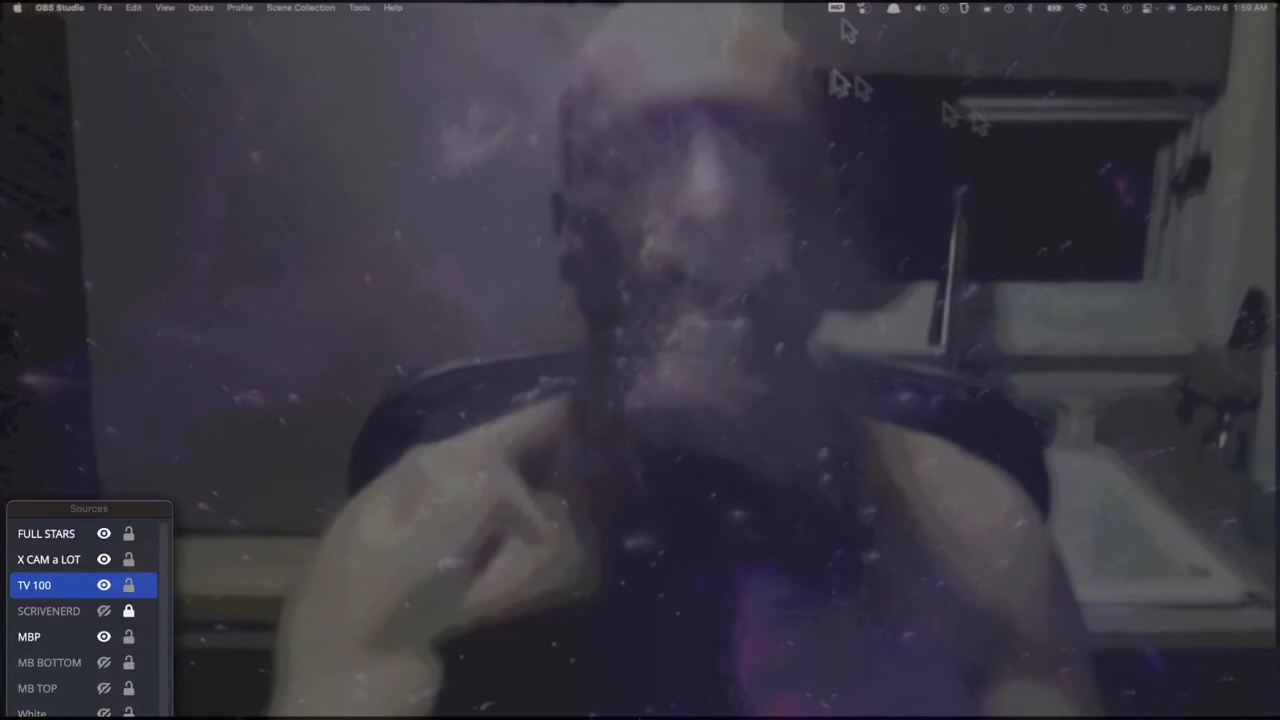 OBS Studio File Edit View Docks Profile Scene Collection Tools Help Sun Nov 6 1:59 AM
Sources
FULL STARS
X CAM a LOT
TV 100
SCRIVENERD
MBP
MB BOTTOM
MB TOP
White